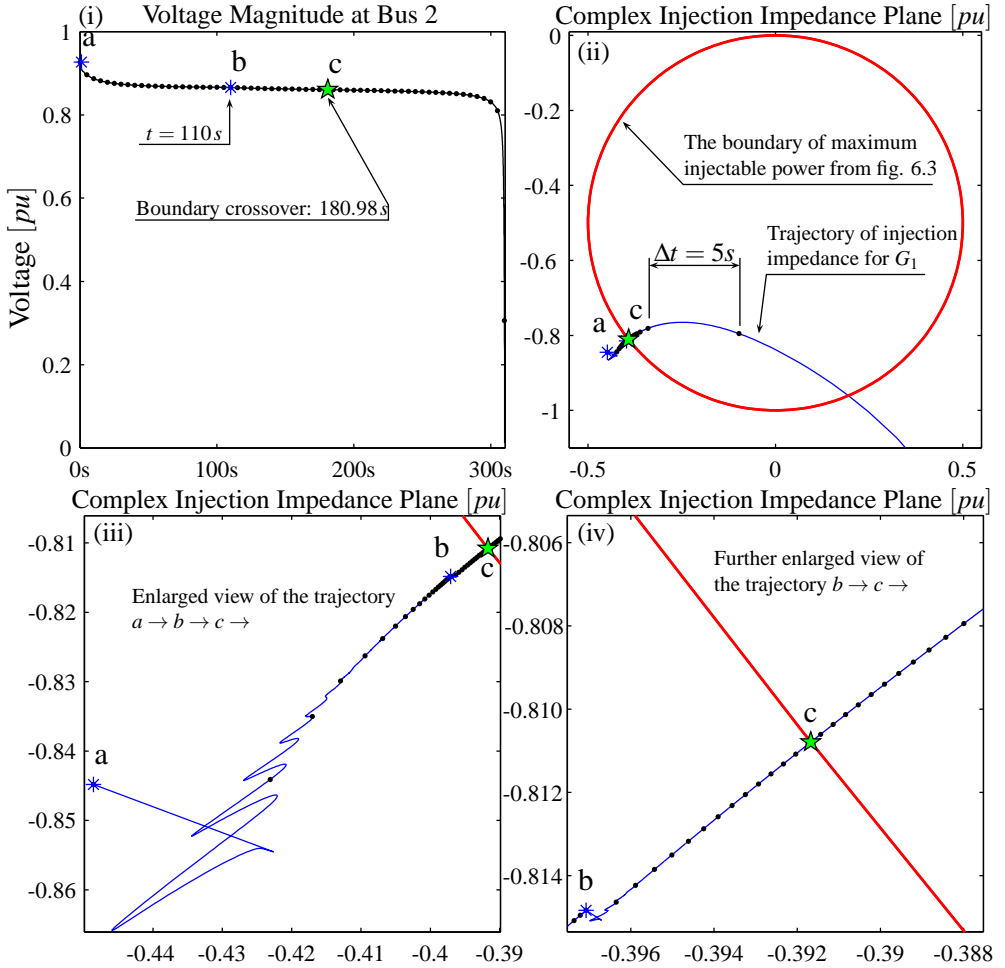 Voltage Magnitude at Bus 2
(i)
a
b
c
t = 110 s
Boundary crossover: 180.98 s
Voltage [pu]
1
0.8
0.6
0.4
0.2
0
0s
100s
200s
300s
Complex Injection Impedance Plane [pu]
(ii)
The boundary of maximum
injectable power from fig. 6.3
Trajectory of injection
impedance for G1
Δt = 5s
a
c
0
-0.2
-0.4
-0.6
-0.8
-1
-0.5
0
0.5
Complex Injection Impedance Plane [pu]
(iii)
b
c
Enlarged view of the trajectory
a → b → c →
a
-0.81
-0.82
-0.83
-0.84
-0.85
-0.86
-0.44
-0.43
-0.42
-0.41
-0.4
-0.39
Complex Injection Impedance Plane [pu]
(iv)
Further enlarged view of
the trajectory b → c →
c
b
-0.806
-0.808
-0.810
-0.812
-0.814
-0.396
-0.394
-0.392
-0.39
-0.388